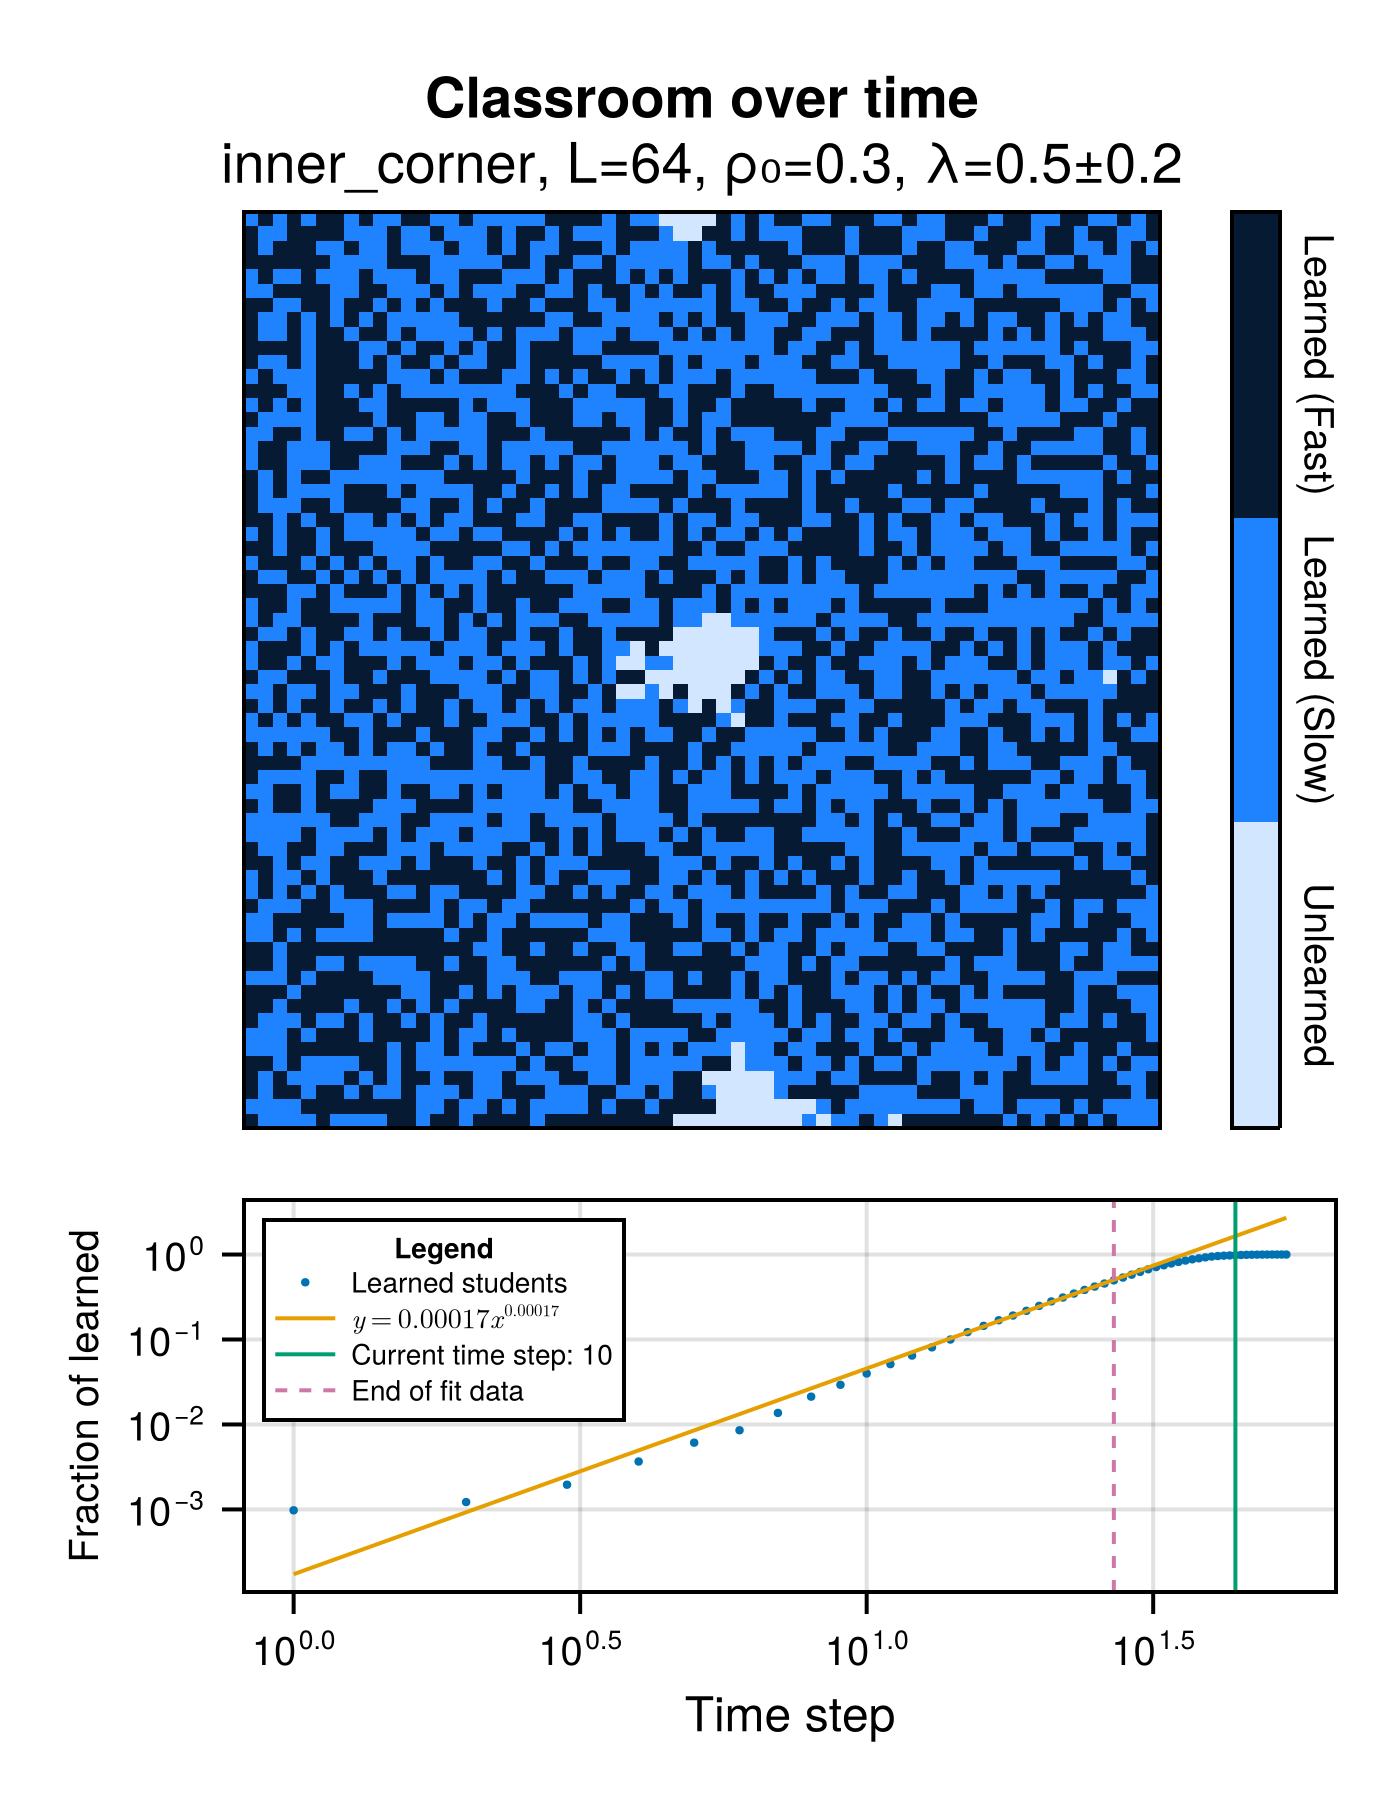 Classroom over time
inner_corner, L=64, ρ₀=0.3, λ=0.5±0.2
Learned (Fast)
Learned (Slow)
Unlearned
Fraction of learned
10⁰
10⁻¹
10⁻²
10⁻³
Legend
Learned students
y = 0.00017x^0.00017
Current time step: 10
End of fit data
10^0.0
10^0.5
10^1.0
10^1.5
Time step